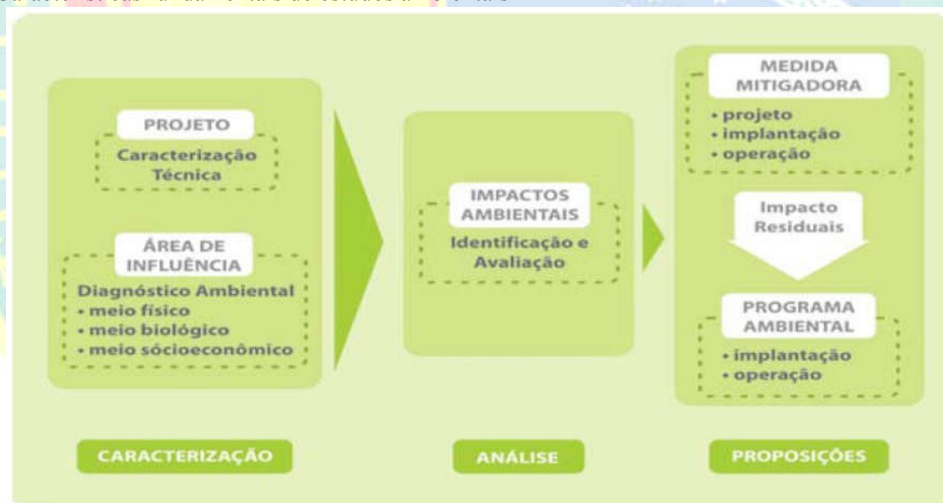 PROJETO
Caracterização
Técnica
ÁREA DE
INFLUÊNCIA
Diagnóstico Ambiental
• meio físico
• meio biológico
• meio sócioeconômico
CARACTERIZAÇÃO
IMPACTOS
AMBIENTAIS
Identificação e
Avaliação
ANÁLISE
MEDIDA
MITIGADORA
• projeto
• implantação
• operação
Impacto
Residuais
PROGRAMA
AMBIENTAL
• implantação
• operação
PROPOSIÇÕES